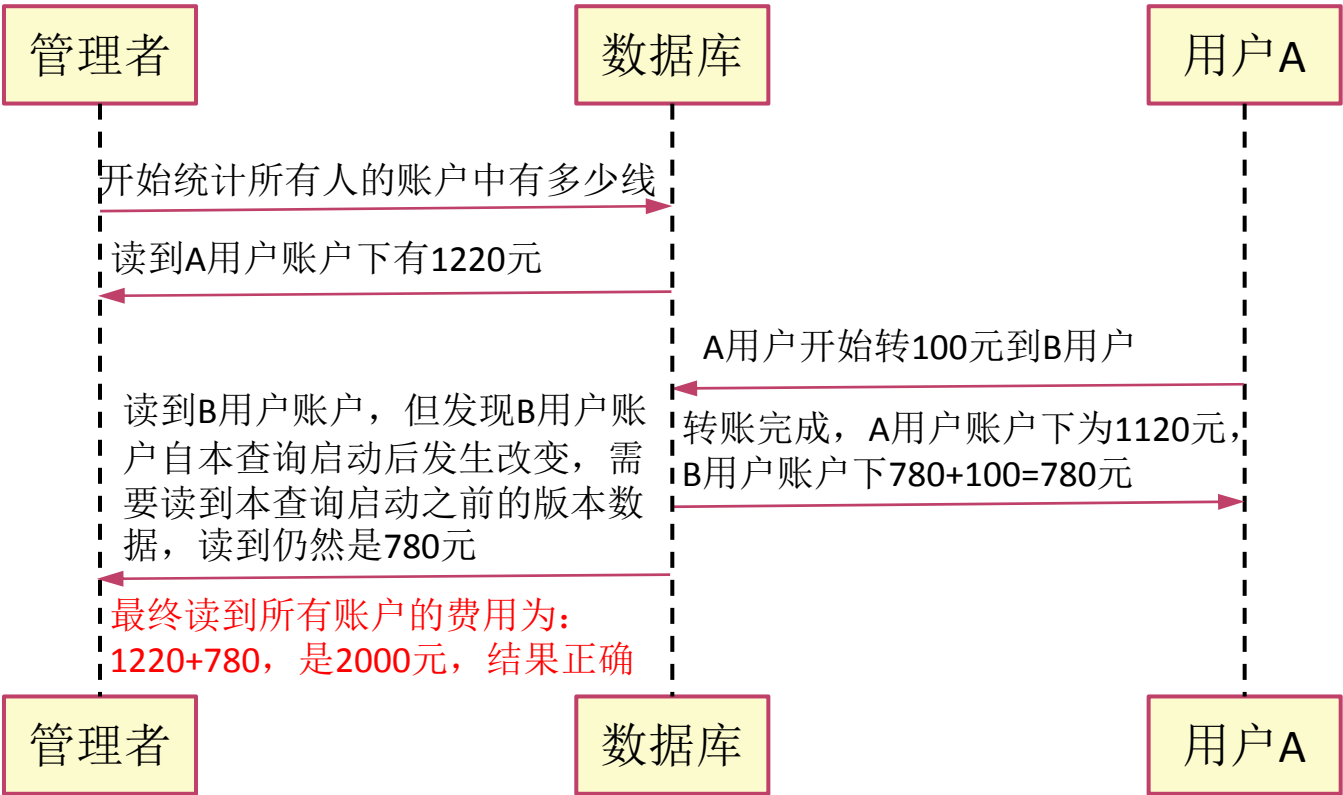 管理者
数据库
用户A
开始统计所有人的账户中有多少线
读到A用户账户下有1220元
A用户开始转100元到B用户
转账完成，A用户账户下为1120元，
B用户账户下780+100=780元
读到B用户账户，但发现B用户账
户自本查询启动后发生改变，需
要读到本查询启动之前的版本数
据，读到仍然是780元
最终读到所有账户的费用为：
1220+780，是2000元，结果正确
管理者
数据库
用户A